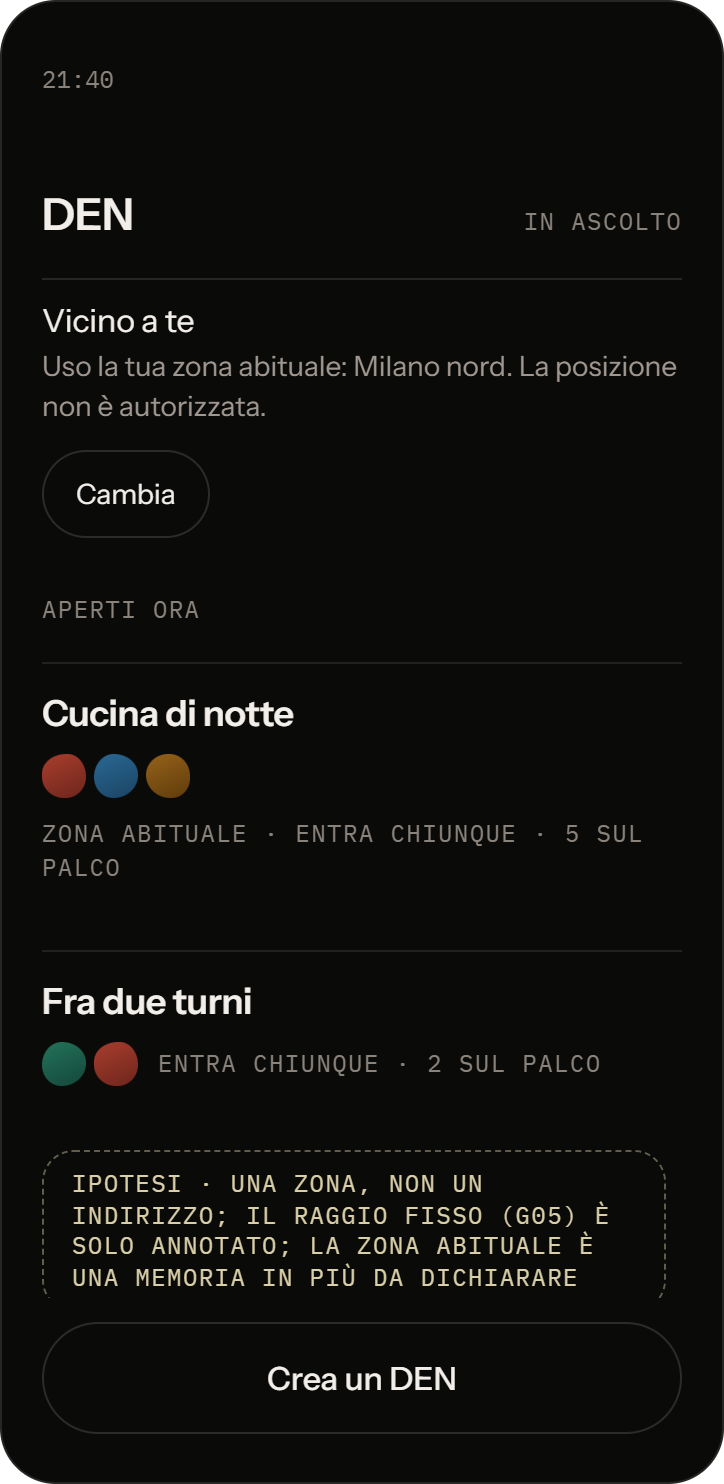 21:40
DEN
IN ASCOLTO
Vicino a te
Uso la tua zona abituale: Milano nord. La posizione
non è autorizzata.
Cambia
APERTI ORA
Cucina di notte
ZONA ABITUALE · ENTRA CHIUNQUE · 5 SUL
PALCO
Fra due turni
ENTRA CHIUNQUE · 2 SUL PALCO
IPOTESI · UNA ZONA, NON UN
INDIRIZZO; IL RAGGIO FISSO (G05) È
SOLO ANNOTATO; LA ZONA ABITUALE È
UNA MEMORIA IN PIÙ DA DICHIARARE
Crea un DEN